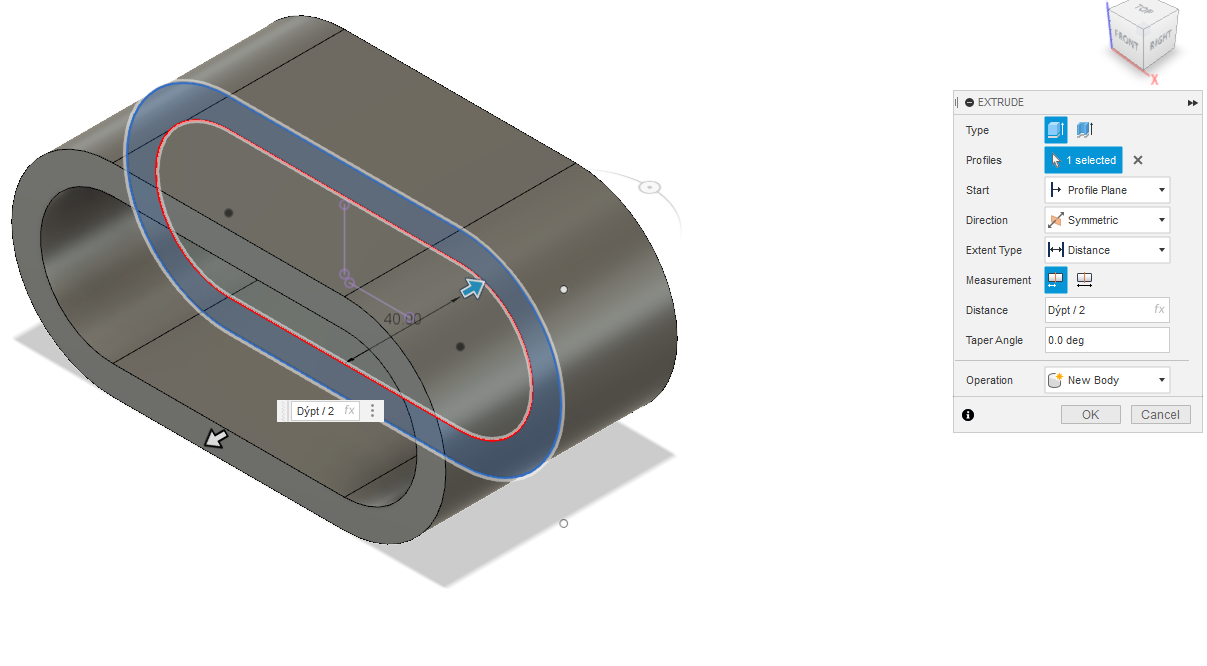 TOP
FRONT
RIGHT
X
EXTRUDE
Type
Profiles 1 selected
Start Profile Plane
Direction Symmetric
Extent Type Distance
Measurement
Distance Dýpt / 2 fx
Taper Angle 0.0 deg
Operation New Body
OK Cancel
40.00
Dýpt / 2 fx